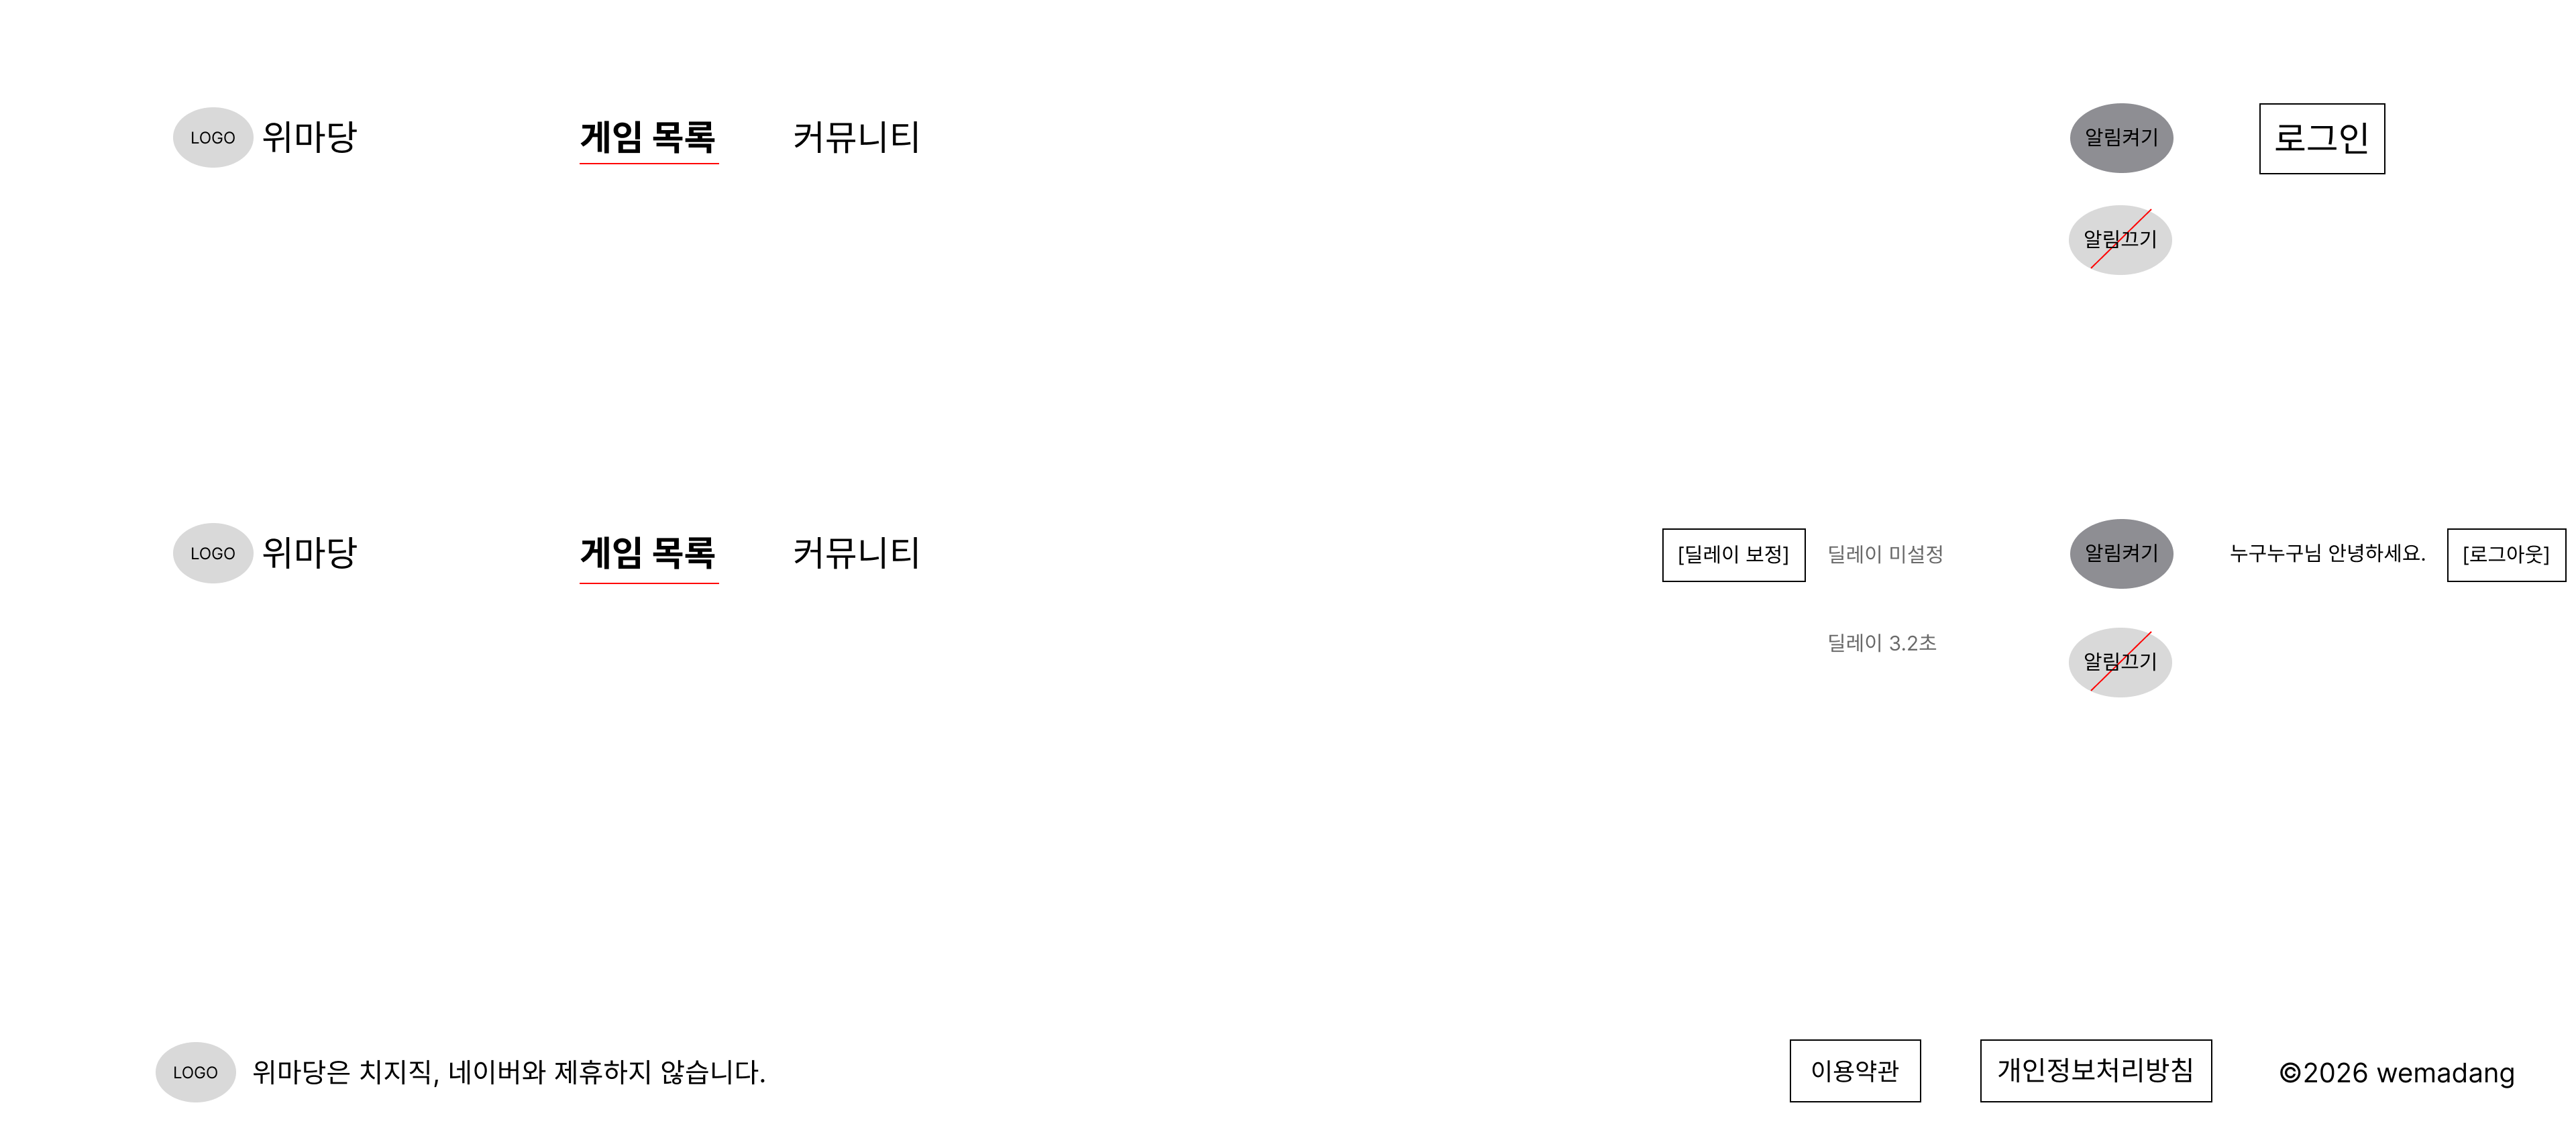 LOGO 위마당 게임 목록 커뮤니티 알림켜기 로그인
알림끄기
LOGO 위마당 게임 목록 커뮤니티 [딜레이 보정] 딜레이 미설정 알림켜기 누구누구님 안녕하세요. [로그아웃]
딜레이 3.2초 알림끄기
LOGO 위마당은 치지직, 네이버와 제휴하지 않습니다. 이용약관 개인정보처리방침 ©2026 wemadang